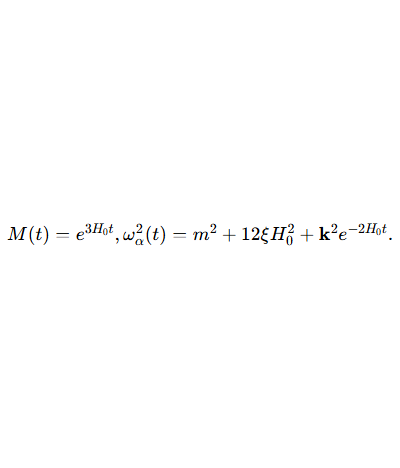 M(t) = e^{3H_0t}, ω_α^2(t) = m^2 + 12ξH_0^2 + 𝐤^2e^{−2H_0t}.